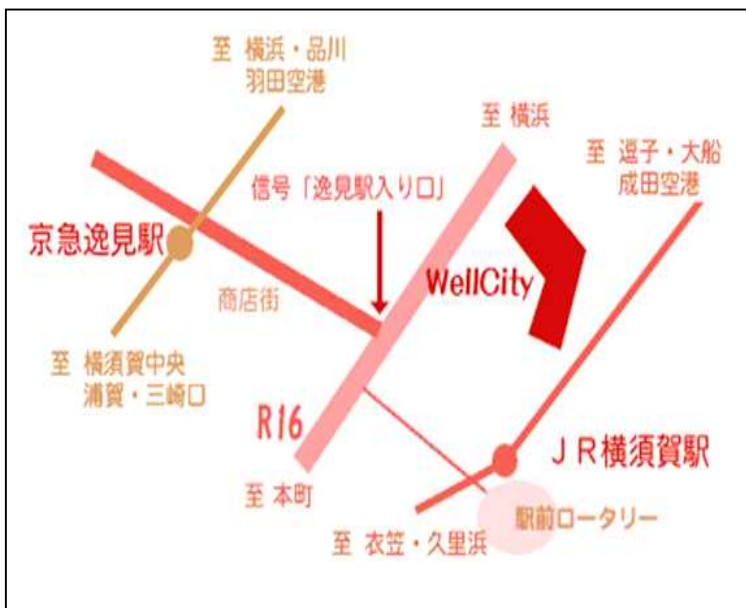 至 横浜・品川
羽田空港
至 横浜
至 逗子・大船
成田空港
信号「逸見駅入り口」
京急逸見駅
WellCity
商店街
至 横須賀中央
浦賀・三崎口
R16
JR横須賀駅
至 本町
駅前ロータリー
至 衣笠・久里浜